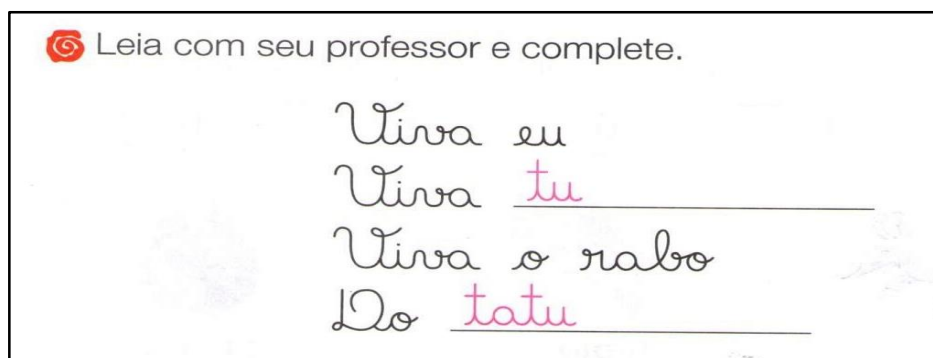 Leia com seu professor e complete.
Viva eu
Viva tu
Viva o rabo
Do tatu